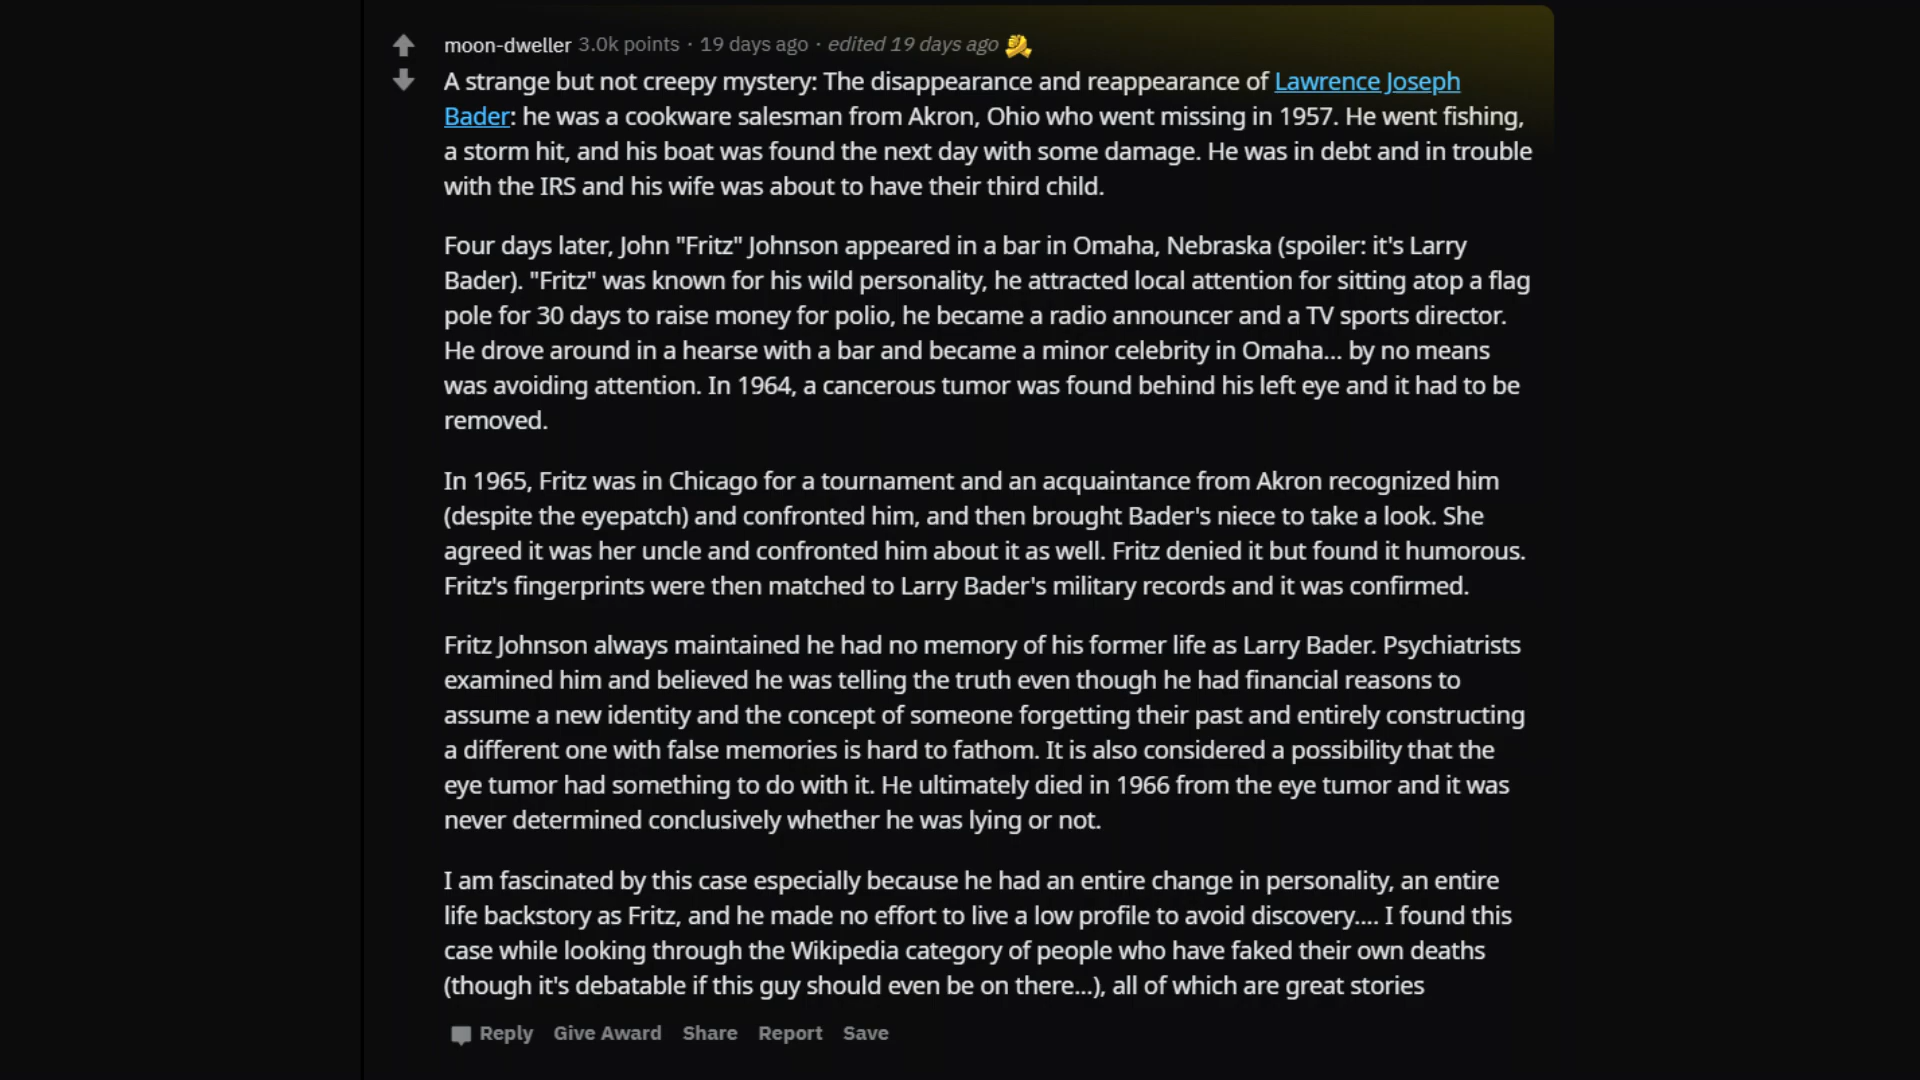 moon-dweller 3.0k points · 19 days ago · edited 19 days ago
A strange but not creepy mystery: The disappearance and reappearance of Lawrence Joseph
Bader: he was a cookware salesman from Akron, Ohio who went missing in 1957. He went fishing,
a storm hit, and his boat was found the next day with some damage. He was in debt and in trouble
with the IRS and his wife was about to have their third child.
Four days later, John "Fritz" Johnson appeared in a bar in Omaha, Nebraska (spoiler: it's Larry
Bader). "Fritz" was known for his wild personality, he attracted local attention for sitting atop a flag
pole for 30 days to raise money for polio, he became a radio announcer and a TV sports director.
He drove around in a hearse with a bar and became a minor celebrity in Omaha... by no means
was avoiding attention. In 1964, a cancerous tumor was found behind his left eye and it had to be
removed.
In 1965, Fritz was in Chicago for a tournament and an acquaintance from Akron recognized him
(despite the eyepatch) and confronted him, and then brought Bader's niece to take a look. She
agreed it was her uncle and confronted him about it as well. Fritz denied it but found it humorous.
Fritz's fingerprints were then matched to Larry Bader's military records and it was confirmed.
Fritz Johnson always maintained he had no memory of his former life as Larry Bader. Psychiatrists
examined him and believed he was telling the truth even though he had financial reasons to
assume a new identity and the concept of someone forgetting their past and entirely constructing
a different one with false memories is hard to fathom. It is also considered a possibility that the
eye tumor had something to do with it. He ultimately died in 1966 from the eye tumor and it was
never determined conclusively whether he was lying or not.
I am fascinated by this case especially because he had an entire change in personality, an entire
life backstory as Fritz, and he made no effort to live a low profile to avoid discovery.... I found this
case while looking through the Wikipedia category of people who have faked their own deaths
(though it's debatable if this guy should even be on there...), all of which are great stories
Reply Give Award Share Report Save